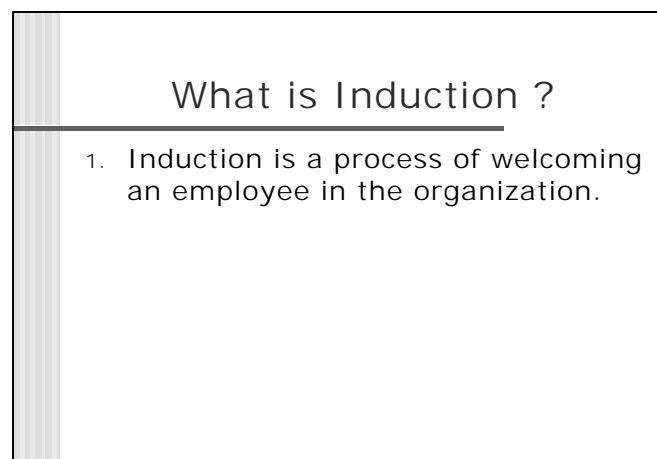 What is Induction ?
1. Induction is a process of welcoming
an employee in the organization.